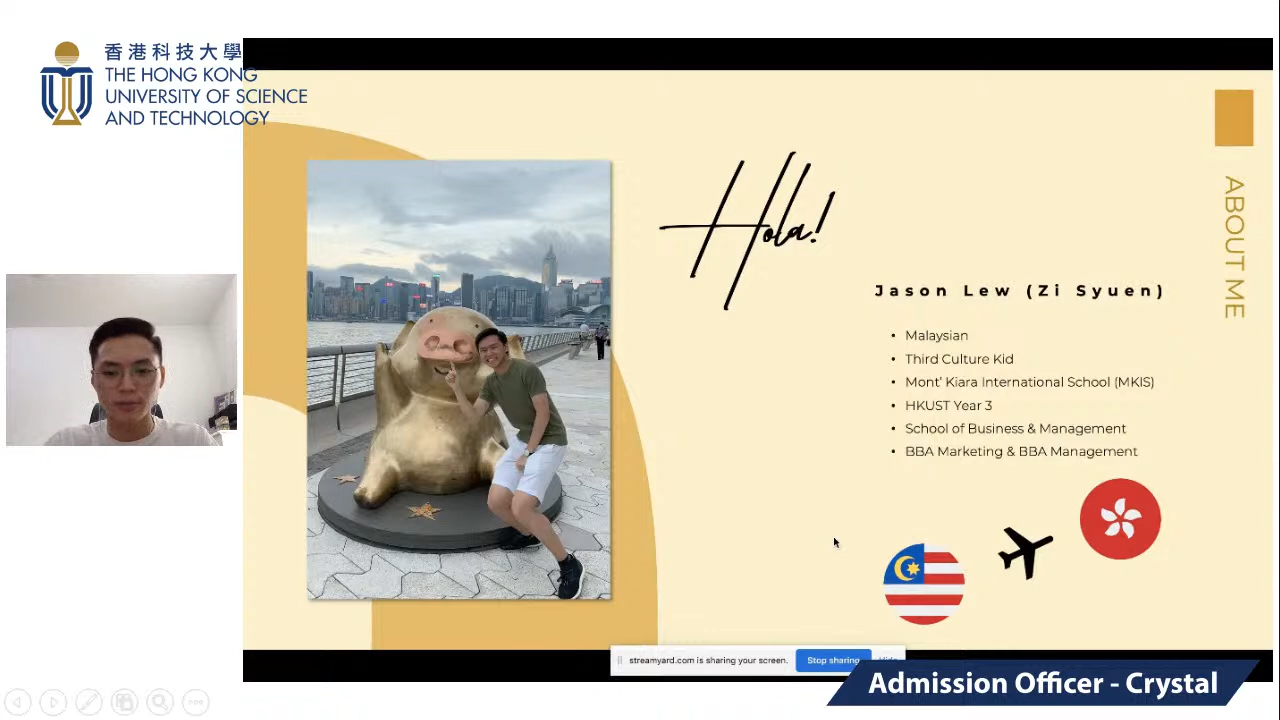 香港科技大學
THE HONG KONG
UNIVERSITY OF SCIENCE
AND TECHNOLOGY
Hola!
ABOUT ME
Jason Lew (Zi Syuen)
• Malaysian
• Third Culture Kid
• Mont' Kiara International School (MKIS)
• HKUST Year 3
• School of Business & Management
• BBA Marketing & BBA Management
streamyard.com is sharing your screen.
Stop sharing
Admission Officer - Crystal